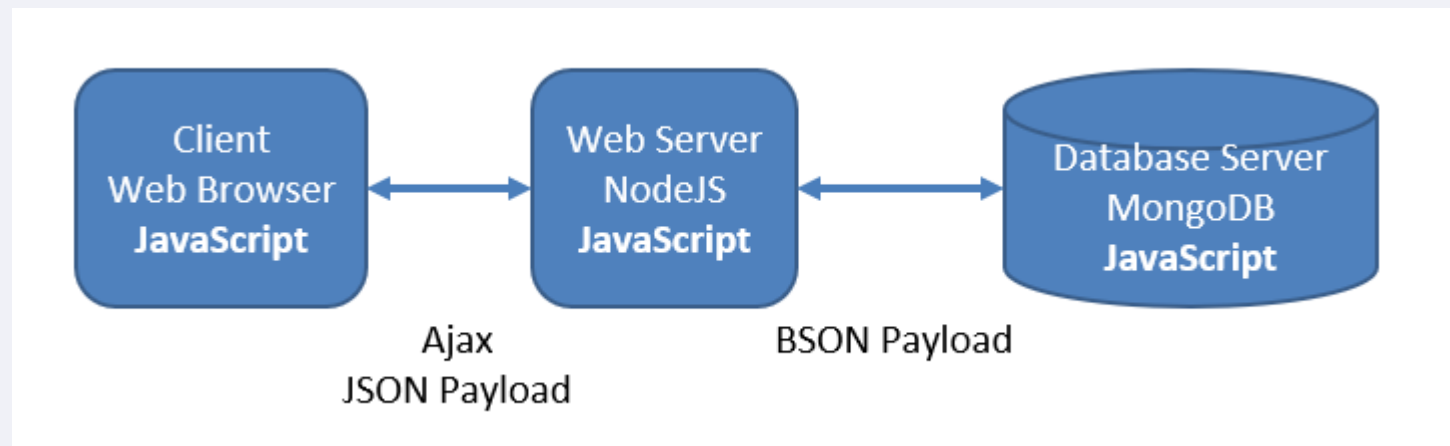 Client
Web Browser
JavaScript
Web Server
NodeJS
JavaScript
Database Server
MongoDB
JavaScript
Ajax
JSON Payload
BSON Payload